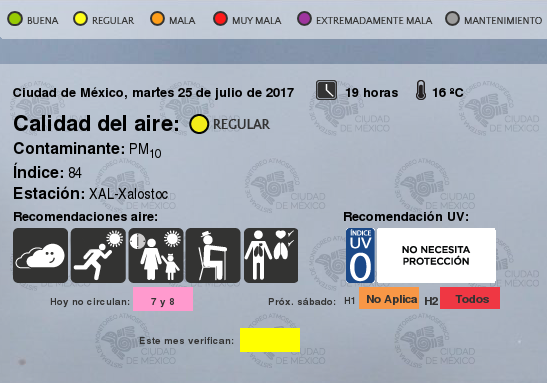 BUENA REGULAR MALA MUY MALA EXTREMADAMENTE MALA MANTENIMIENTO
Ciudad de México, martes 25 de julio de 2017 19 horas 16 ºC
Calidad del aire: REGULAR
Contaminante: PM10
Índice: 84
Estación: XAL-Xalostoc
Recomendaciones aire: Recomendación UV:
ÍNDICE
UV
0
NO NECESITA
PROTECCIÓN
Hoy no circulan: 7 y 8 Próx. sábado: H1 No Aplica H2 Todos
Este mes verifican:
CIUDAD
DE MÉXICO